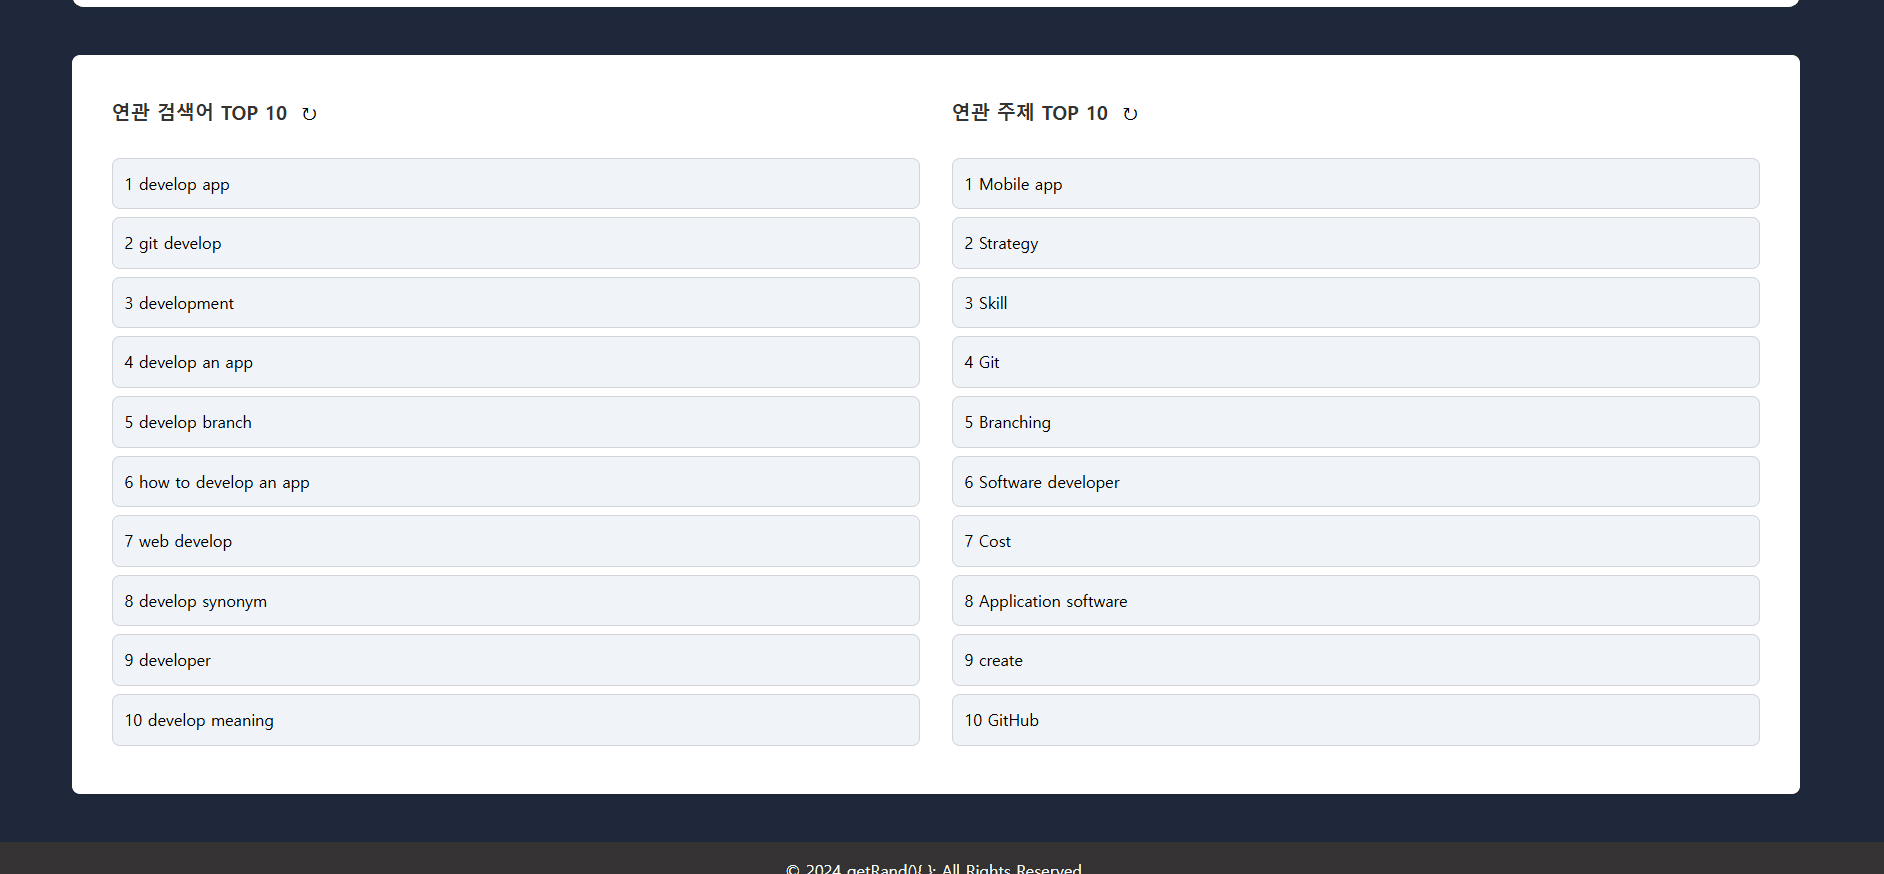 연관 검색어 TOP 10 ↻
1 develop app
2 git develop
3 development
4 develop an app
5 develop branch
6 how to develop an app
7 web develop
8 develop synonym
9 developer
10 develop meaning
연관 주제 TOP 10 ↻
1 Mobile app
2 Strategy
3 Skill
4 Git
5 Branching
6 Software developer
7 Cost
8 Application software
9 create
10 GitHub
© 2024 getRand(){ }; All Rights Reserved